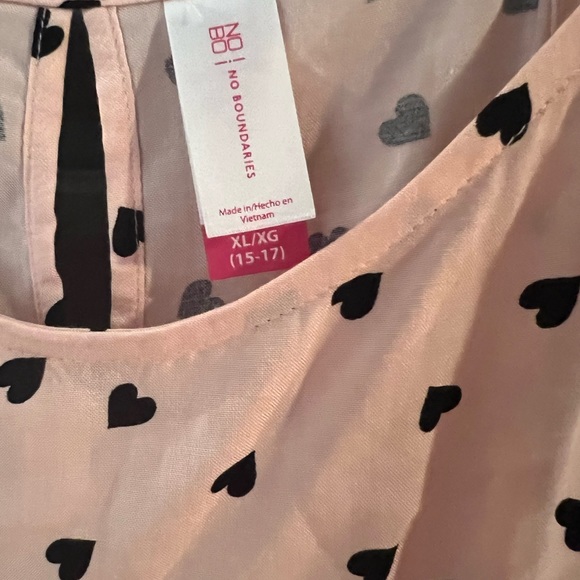 NO!
BO!
NO BOUNDARIES
Made in/Hecho en
Vietnam
XL/XG
(15-17)